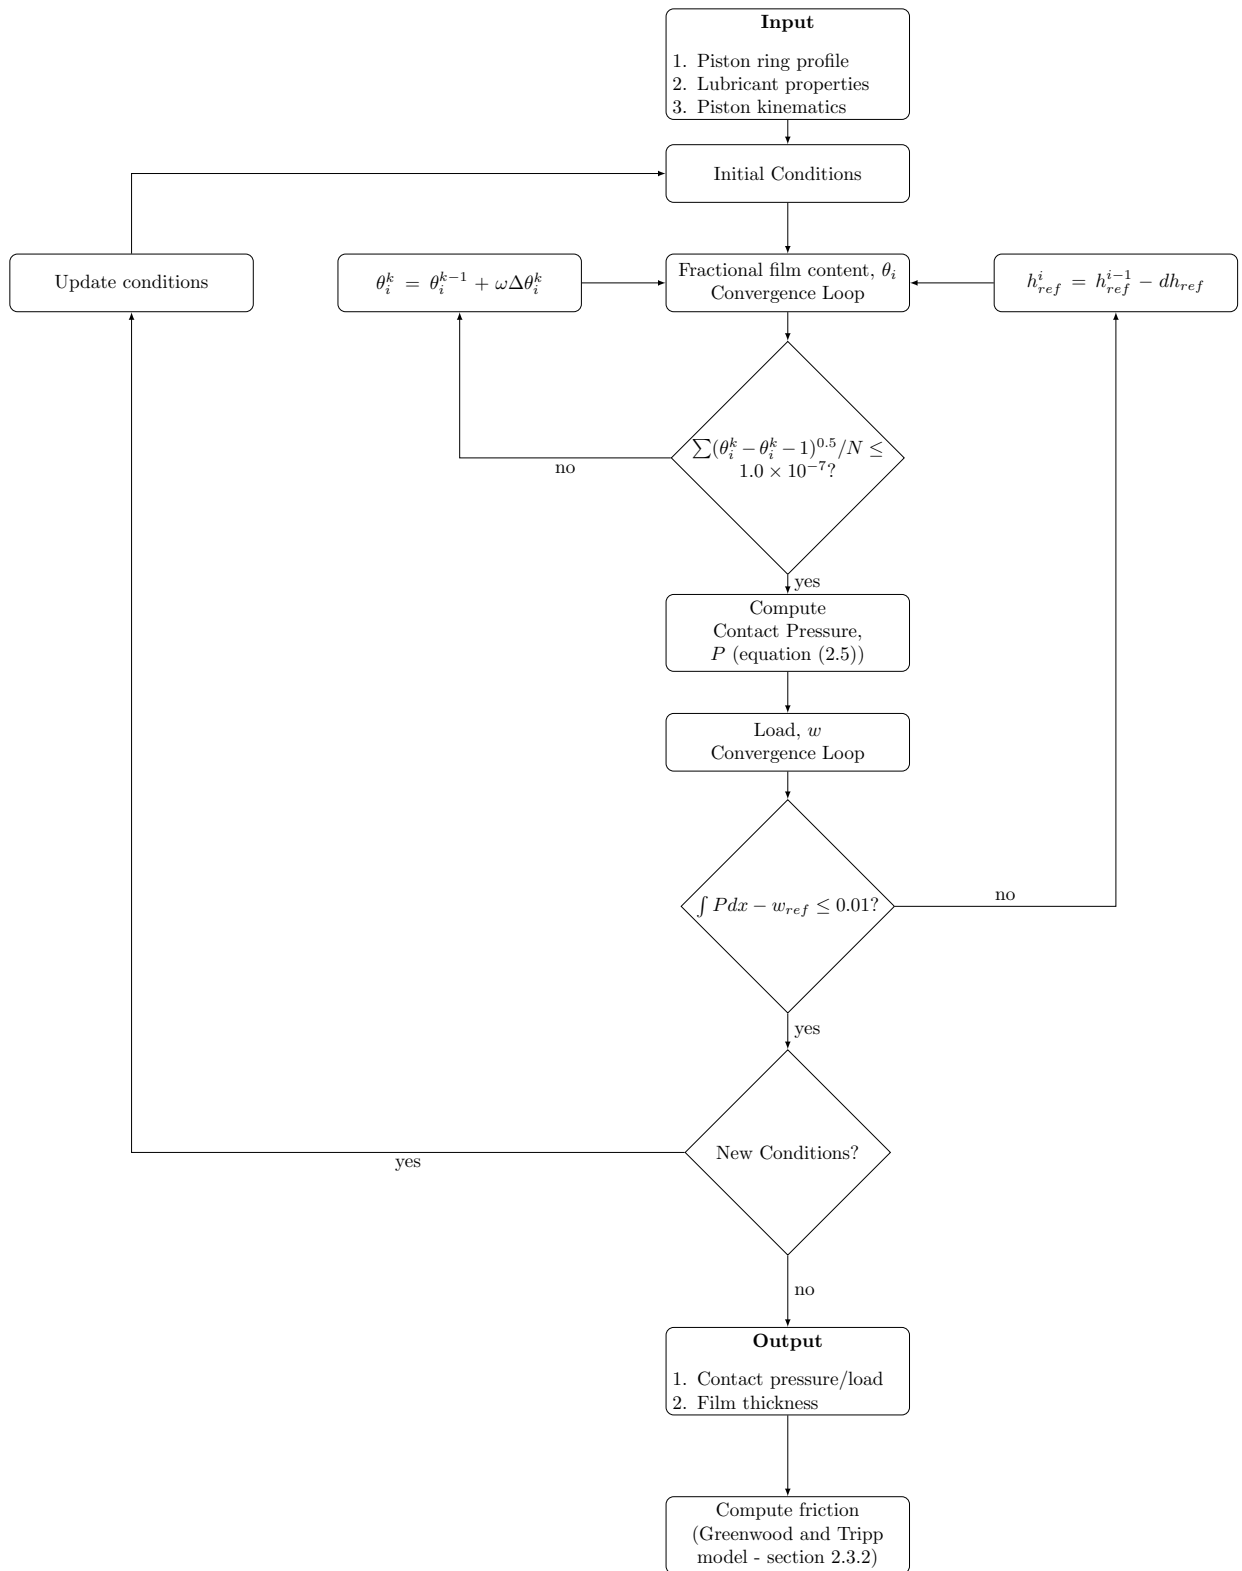 Input
1. Piston ring profile
2. Lubricant properties
3. Piston kinematics
Initial Conditions
Update conditions
θ_i^k = θ_i^{k-1} + ωΔθ_i^k
Fractional film content, θ_i
Convergence Loop
h_{ref}^i = h_{ref}^{i-1} − dh_{ref}
∑(θ_i^k − θ_i^k − 1)^{0.5}/N ≤
1.0 × 10^{−7}?
no
yes
Compute
Contact Pressure,
P (equation (2.5))
Load, w
Convergence Loop
∫ Pdx − w_{ref} ≤ 0.01?
no
yes
New Conditions?
yes
no
Output
1. Contact pressure/load
2. Film thickness
Compute friction
(Greenwood and Tripp
model - section 2.3.2)